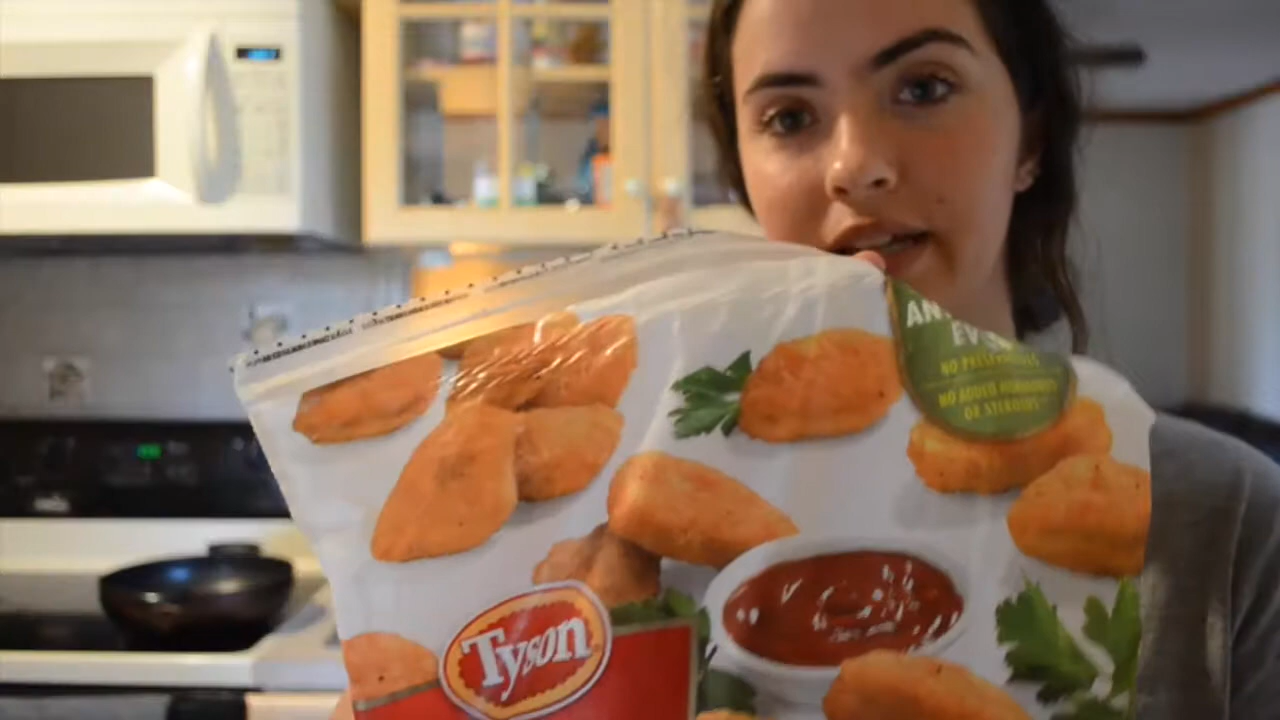 NO PRESERVATIVES
NO ADDED HORMONES
OR STEROIDS
Tyson